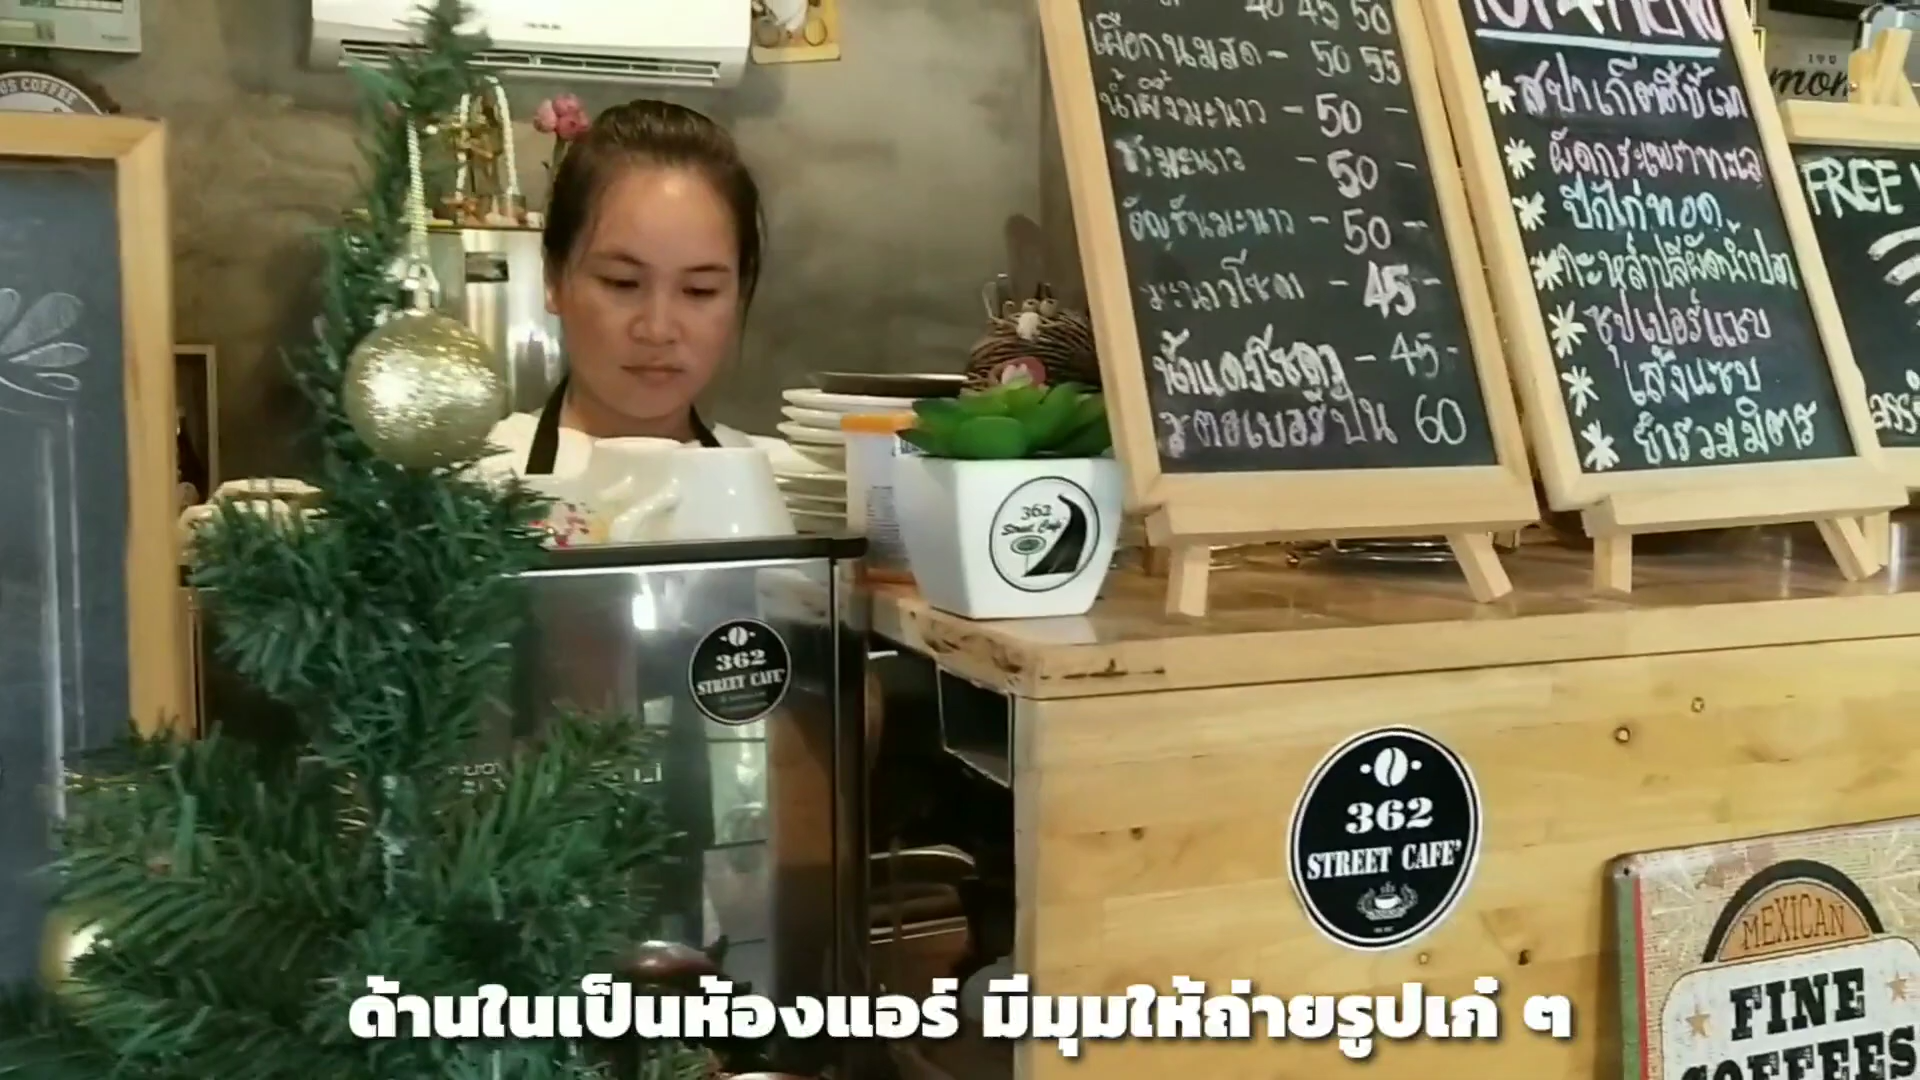 US COFFEE
40 45 50
เผือกนมสด - 50 55
น้ำผึ้งมะนาว - 50 -
ชามะนาว - 50 -
อัญชันมะนาว - 50 -
มะนาวโซดา - 45 -
น้ำแดงโซดา - 45 -
สตอเบอรี่ปั่น 60
* สปาเก็ตตี้ขี้เมา
* ผัดกระเพราทะเล
* ปีกไก่ทอด
* กะหล่ำปลีผัดน้ำปลา
* ซุปเปอร์แซบ
* เล้งแซบ
* ยำรวมมิตร
FREE
362
Street Cafe
362
STREET CAFE'
362
STREET CAFE'
MEXICAN
FINE
COFFEES
ด้านในเป็นห้องแอร์ มีมุมให้ถ่ายรูปเก๋ ๆ